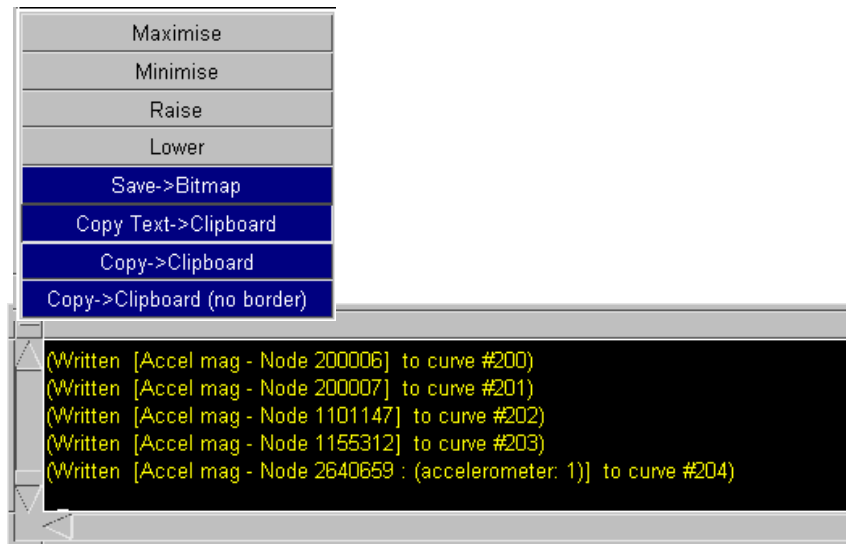 Maximise
Minimise
Raise
Lower
Save->Bitmap
Copy Text->Clipboard
Copy->Clipboard
Copy->Clipboard (no border)
(Written [Accel mag - Node 200006] to curve #200)
(Written [Accel mag - Node 200007] to curve #201)
(Written [Accel mag - Node 1101147] to curve #202)
(Written [Accel mag - Node 1155312] to curve #203)
(Written [Accel mag - Node 2640659 : (accelerometer: 1)] to curve #204)